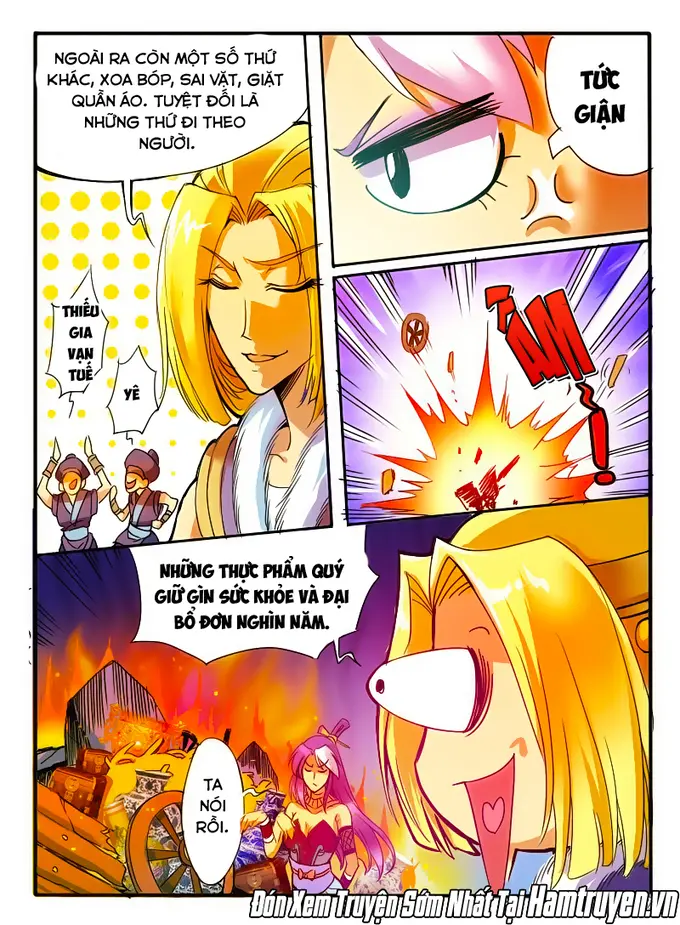 NGOÀI RA CÒN MỘT SỐ THỨ
KHÁC, XOA BÓP, SAI VẶT, GIẶT
QUẦN ÁO. TUYỆT ĐỐI LÀ
NHỮNG THỨ ĐI THEO
NGƯỜI.
TỨC
GIẬN
THIẾU
GIA
VẠN
TUẾ
YÊ
ẦM
~!
NHỮNG THỰC PHẨM QUÝ
GIỮ GÌN SỨC KHỎE VÀ ĐẠI
BỔ ĐƠN NGHÌN NĂM.
TA
NÓI
RỒI.
Đón Xem Truyện Sớm Nhất Tại Hamtruyen.vn